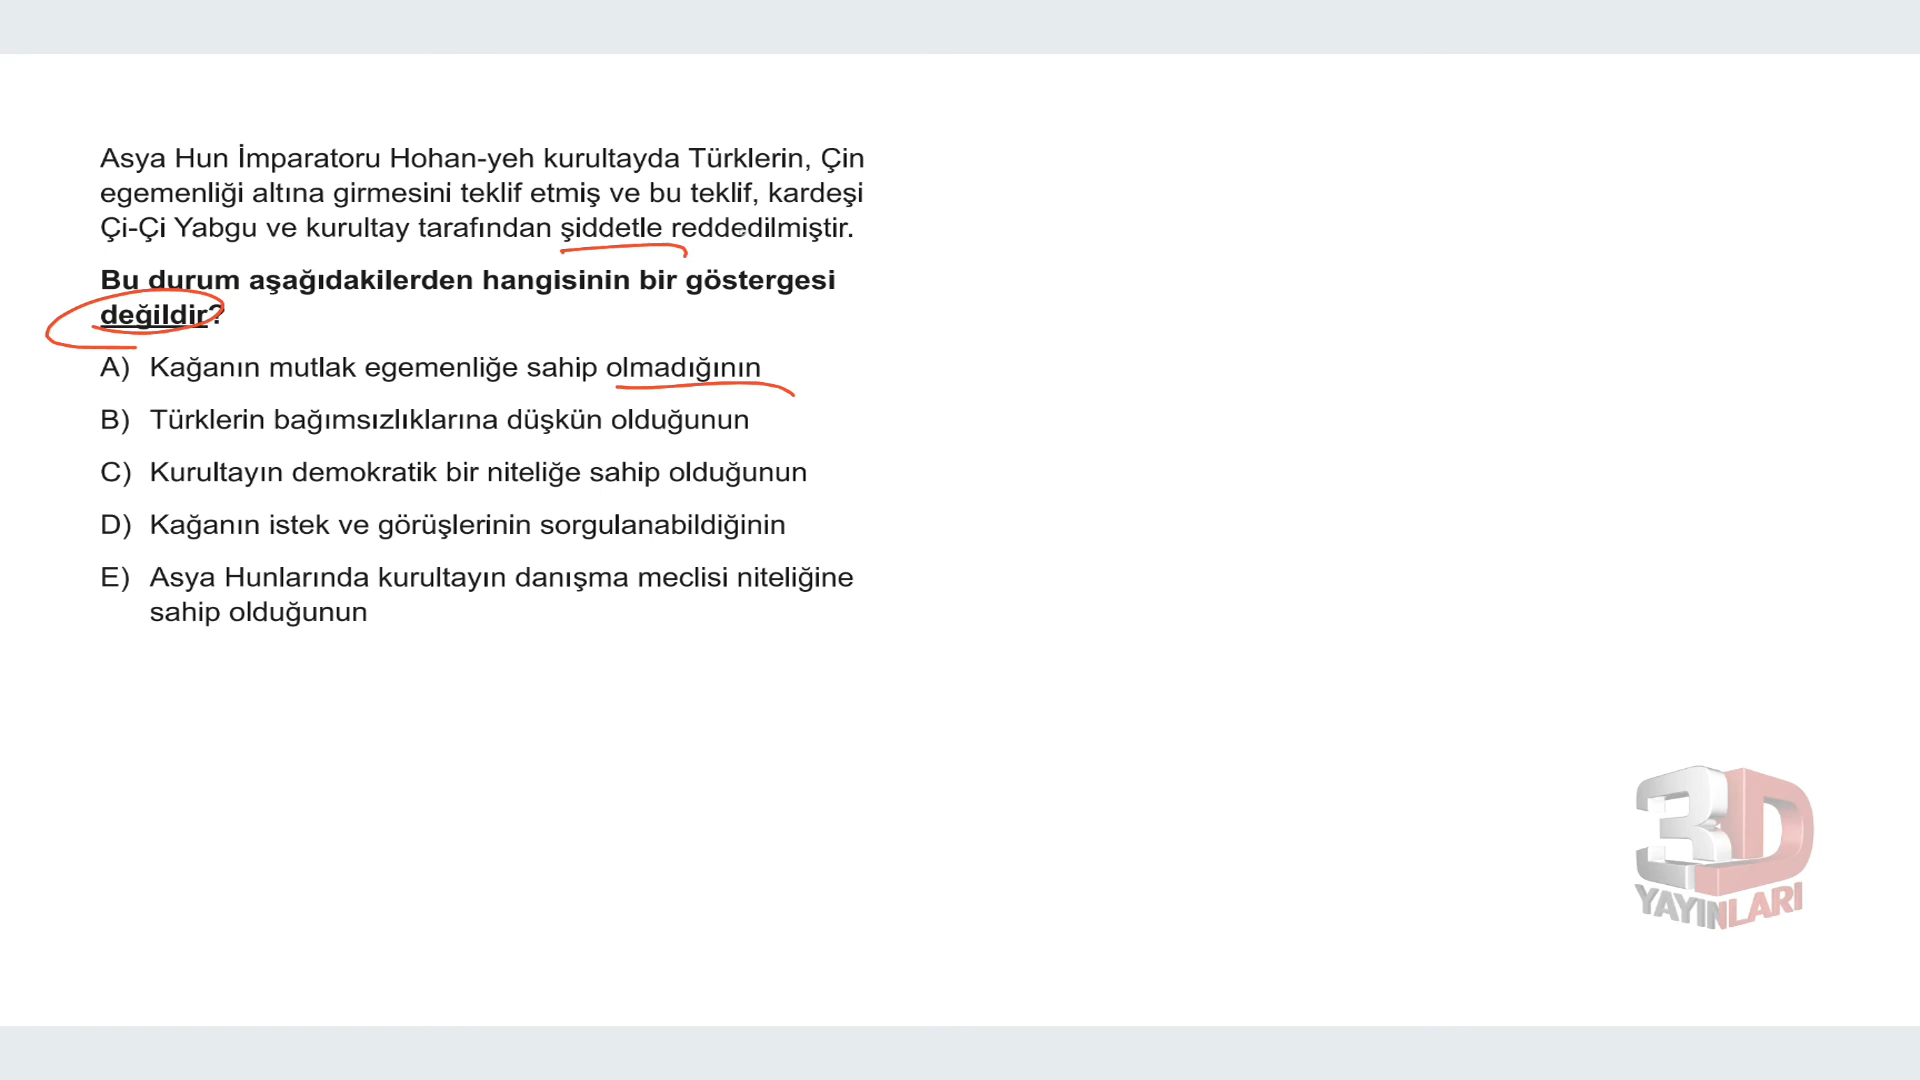 Asya Hun İmparatoru Hohan-yeh kurultayda Türklerin, Çin
egemenliği altına girmesini teklif etmiş ve bu teklif, kardeşi
Çi-Çi Yabgu ve kurultay tarafından şiddetle reddedilmiştir.
Bu durum aşağıdakilerden hangisinin bir göstergesi
değildir?
A) Kağanın mutlak egemenliğe sahip olmadığının
B) Türklerin bağımsızlıklarına düşkün olduğunun
C) Kurultayın demokratik bir niteliğe sahip olduğunun
D) Kağanın istek ve görüşlerinin sorgulanabildiğinin
E) Asya Hunlarında kurultayın danışma meclisi niteliğine
sahip olduğunun
3D
YAYINLARI